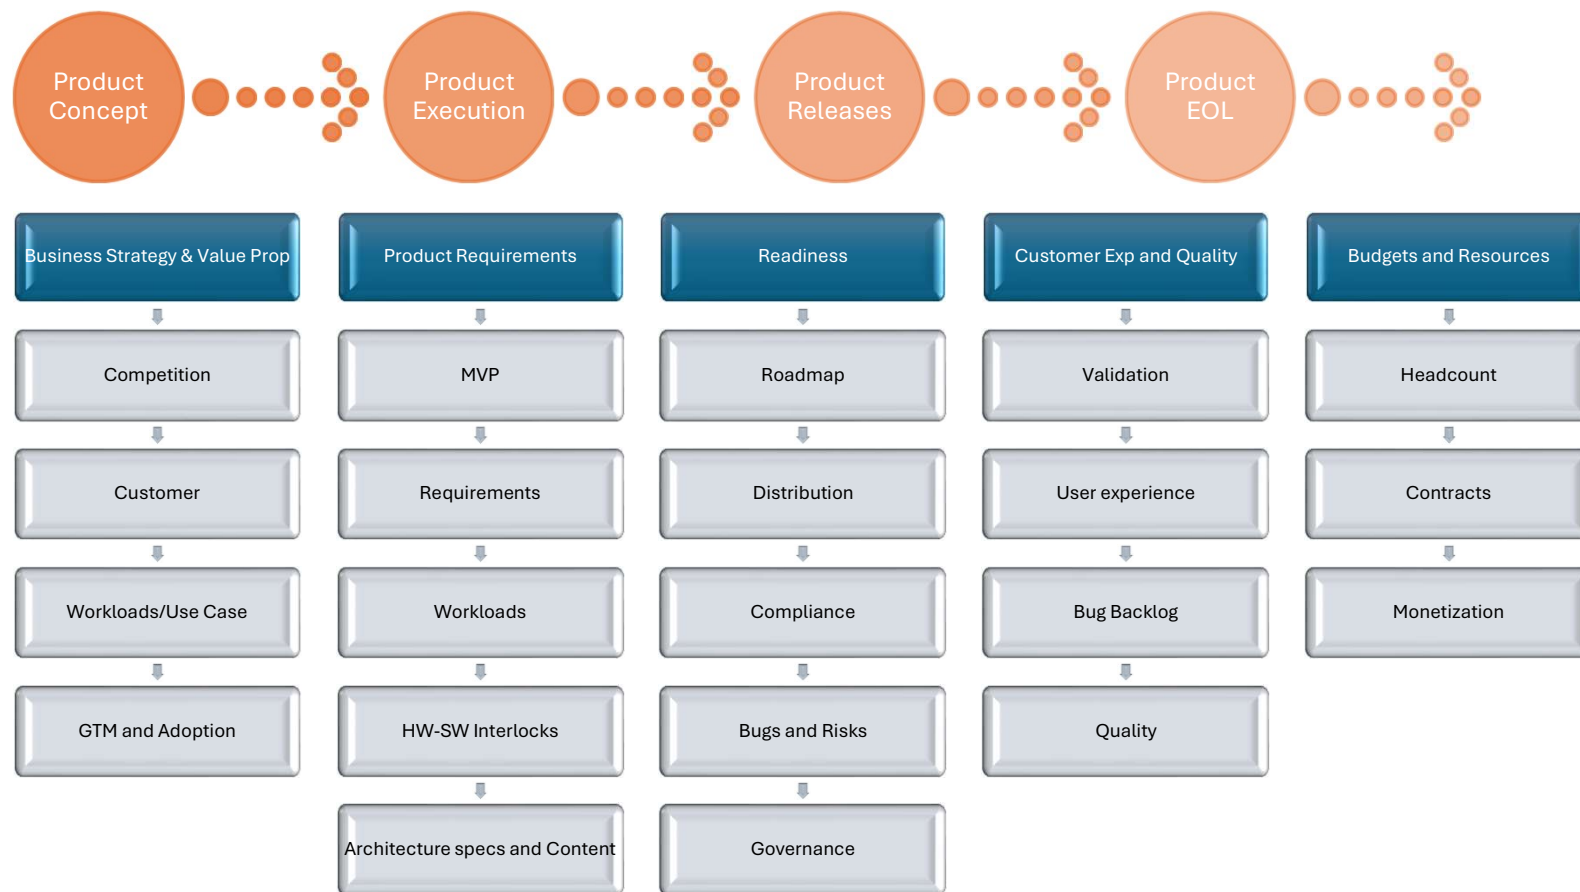 Product
Concept
Product
Execution
Product
Releases
Product
EOL
Business Strategy & Value Prop
Product Requirements
Readiness
Customer Exp and Quality
Budgets and Resources
Competition
MVP
Roadmap
Validation
Headcount
Customer
Requirements
Distribution
User experience
Contracts
Workloads/Use Case
Workloads
Compliance
Bug Backlog
Monetization
GTM and Adoption
HW-SW Interlocks
Bugs and Risks
Quality
Architecture specs and Content
Governance